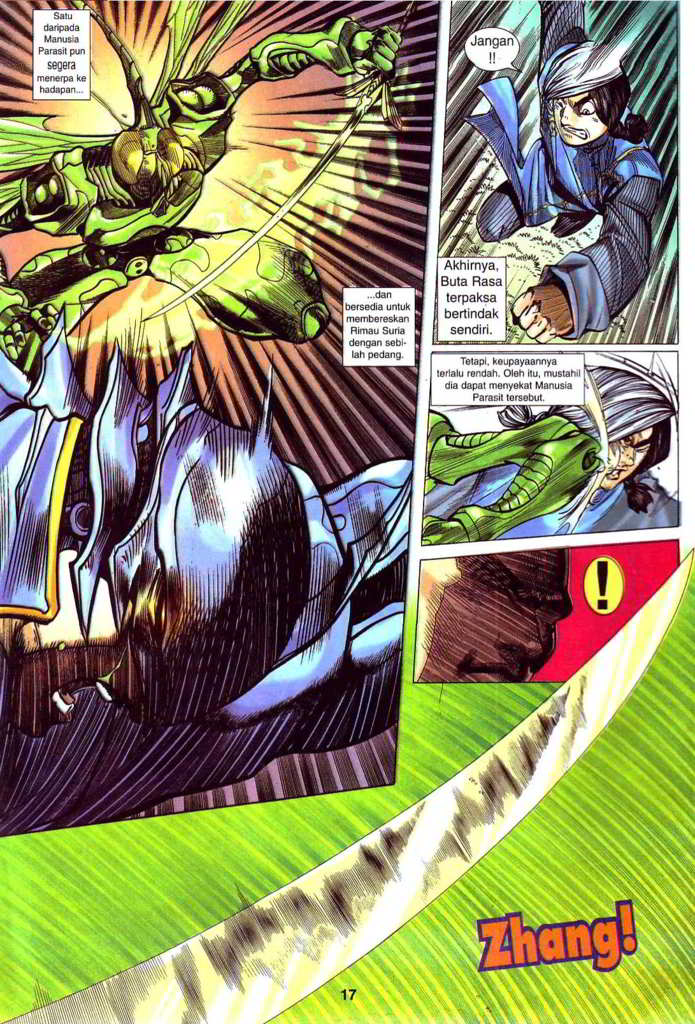 Satu
daripada
Manusia
Parasit pun
segera
menerpa ke
hadapan...
...dan
bersedia untuk
membereskan
Rimau Suria
dengan sebi-
lah pedang.
Jangan
!!
Akhirnya,
Buta Rasa
terpaksa
bertindak
sendiri.
Tetapi, keupayaannya
terlalu rendah. Oleh itu, mustahil
dia dapat menyekat Manusia
Parasit tersebut.
!
Zhang!
17